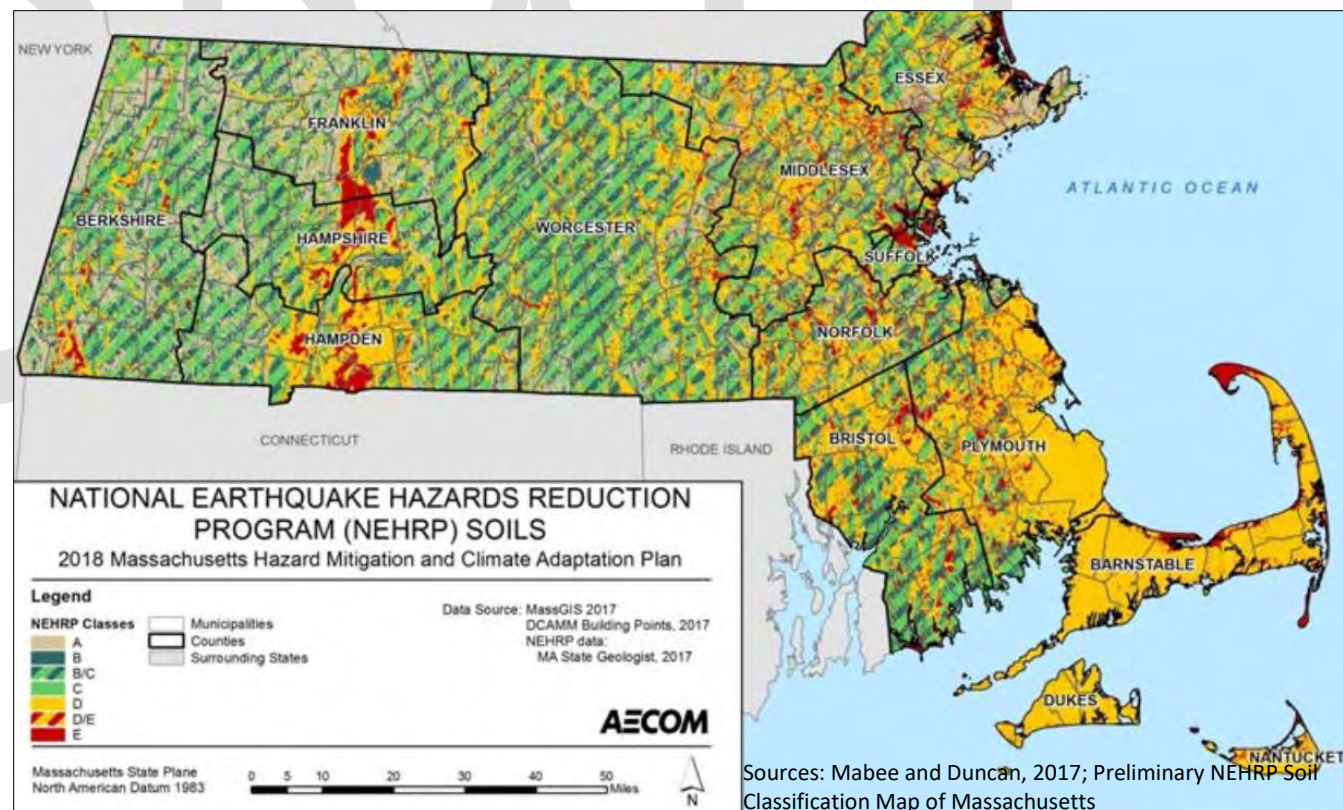 NEW YORK
ESSEX
FRANKLIN
MIDDLESEX
ATLANTIC OCEAN
BERKSHIRE
WORCESTER
HAMPSHIRE
SUFFOLK
HAMPDEN
NORFOLK
CONNECTICUT
RHODE ISLAND
BRISTOL
PLYMOUTH
BARNSTABLE
DUKES
NANTUCKET
NATIONAL EARTHQUAKE HAZARDS REDUCTION
PROGRAM (NEHRP) SOILS
2018 Massachusetts Hazard Mitigation and Climate Adaptation Plan
Legend
NEHRP Classes
A
B
B/C
C
D
D/E
E
Municipalities
Counties
Surrounding States
Data Source: MassGIS 2017
DCAMM Building Points, 2017
NEHRP data:
MA State Geologist, 2017
AECOM
Massachusetts State Plane
North American Datum 1983
0 5 10 20 30 40 50
Miles
N
Sources: Mabee and Duncan, 2017; Preliminary NEHRP Soil
Classification Map of Massachusetts